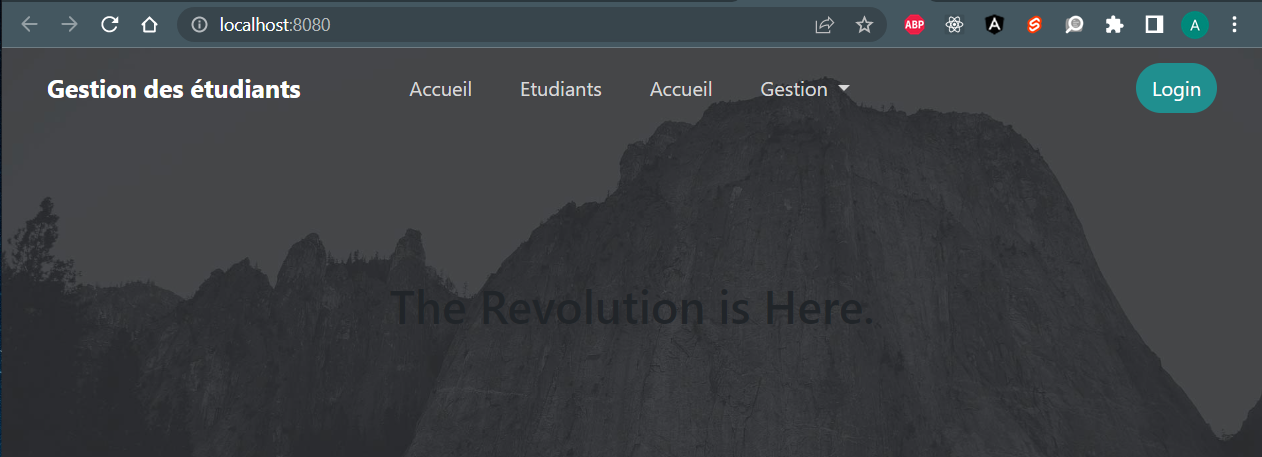 localhost:8080
ABP
A
A
Gestion des étudiants
Accueil
Etudiants
Accueil
Gestion
Login
The Revolution is Here.